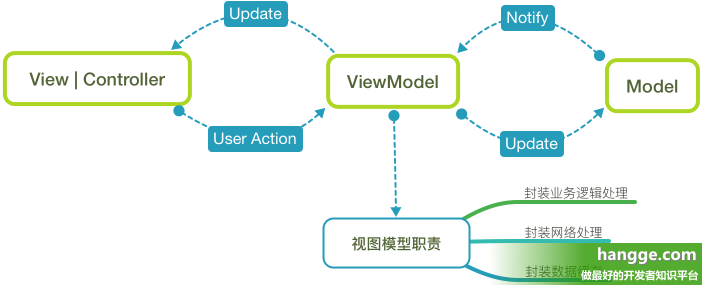 Update
Notify
View | Controller
ViewModel
Model
User Action
Update
封装业务逻辑处理
视图模型职责
封装网络处理
hangge.com
封装数据
做最好的开发者知识平台